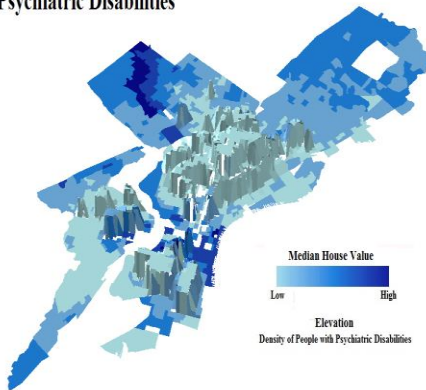 Psychiatric Disabilities
Median House Value
Low High
Elevation
Density of People with Psychiatric Disabilities